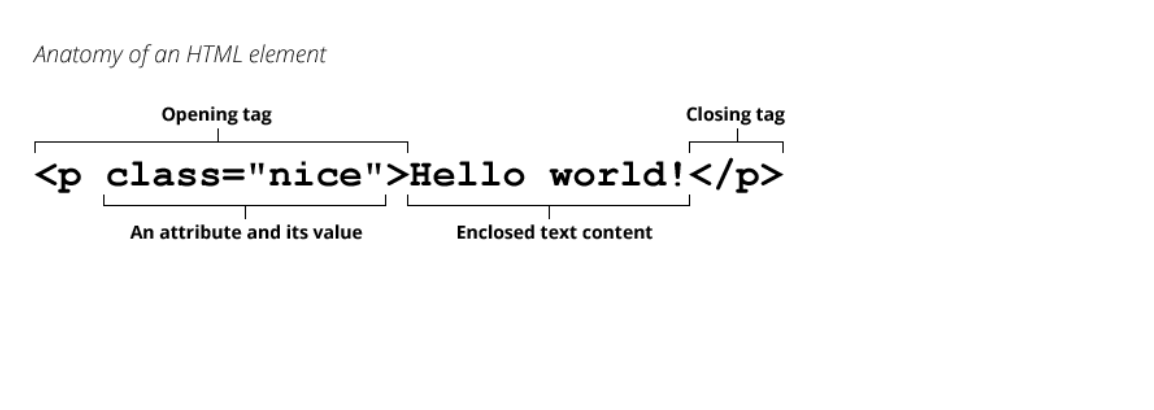 Anatomy of an HTML element
Opening tag
Closing tag
<p class="nice">Hello world!</p>
An attribute and its value
Enclosed text content